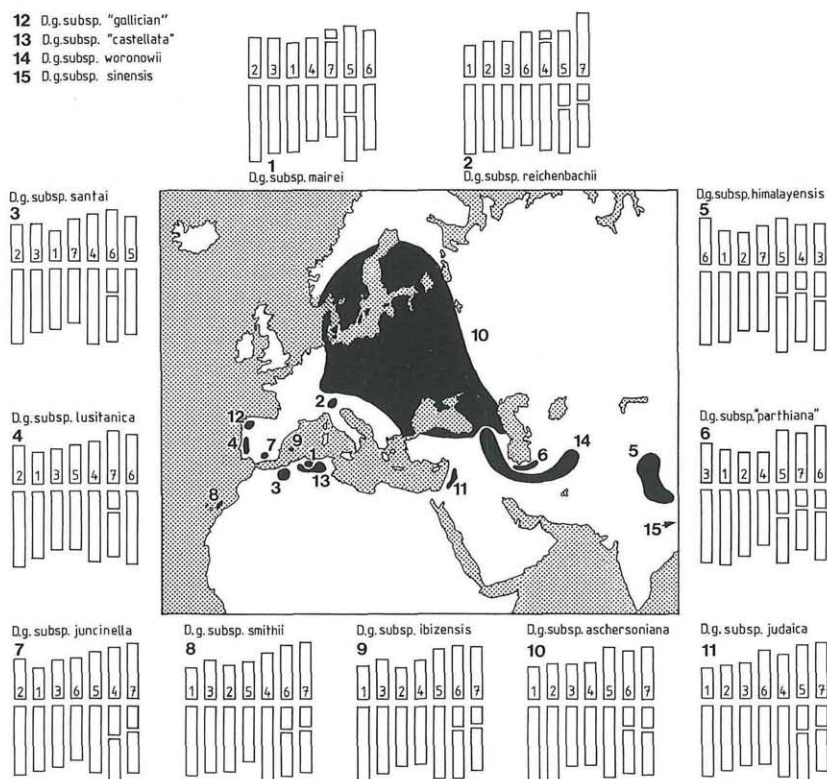 12 D.g. subsp. "gallician"
13 D.g. subsp. "castellata"
14 D.g. subsp. woronowii
15 D.g. subsp. sinensis
2 3 1 4 7 5 6
1
D.g. subsp. mairei
1 2 3 6 4 5 7
2
D.g. subsp. reichenbachii
D.g. subsp. santai
3
2 3 1 7 4 6 5
D.g. subsp. himalayensis
5
6 1 2 7 5 4 3
D.g. subsp. lusitanica
4
2 1 3 5 4 7 6
D.g. subsp. "parthiana"
6
3 1 2 4 5 7 6
10
2
12
4
7
9
1
13
3
8
11
6
14
5
15
D.g. subsp. juncinella
7
2 1 3 6 5 4 7
D.g. subsp. smithii
8
1 3 2 5 4 6 7
D.g. subsp. ibizensis
9
1 3 2 4 5 6 7
D.g. subsp. aschersoniana
10
1 2 3 4 5 6 7
D.g. subsp. judaica
11
1 2 3 6 4 5 7